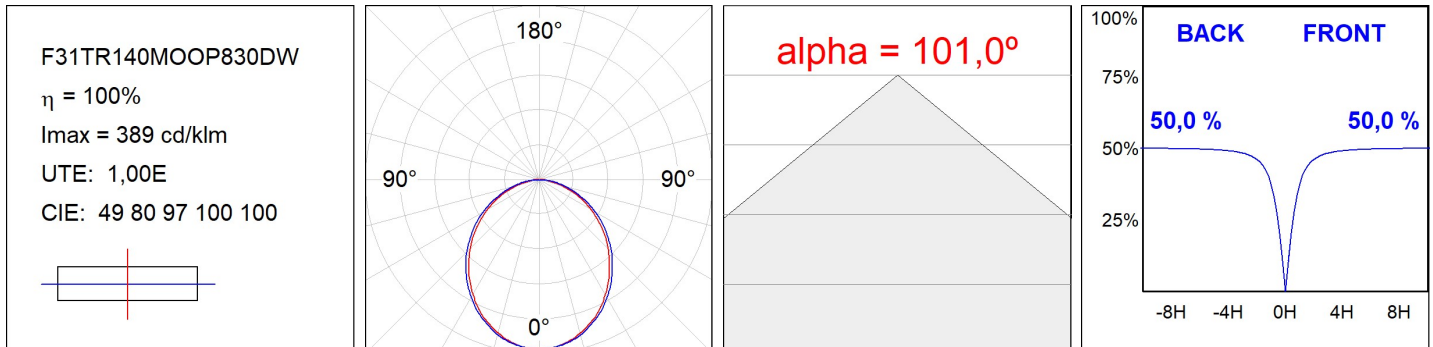 F31TR140MOOP830DW
η = 100%
Imax = 389 cd/klm
UTE: 1,00E
CIE: 49 80 97 100 100
180°
90° 90°
0°
alpha = 101,0º
100%
BACK FRONT
75%
50,0 % 50,0 %
50%
25%
-8H -4H 0H 4H 8H